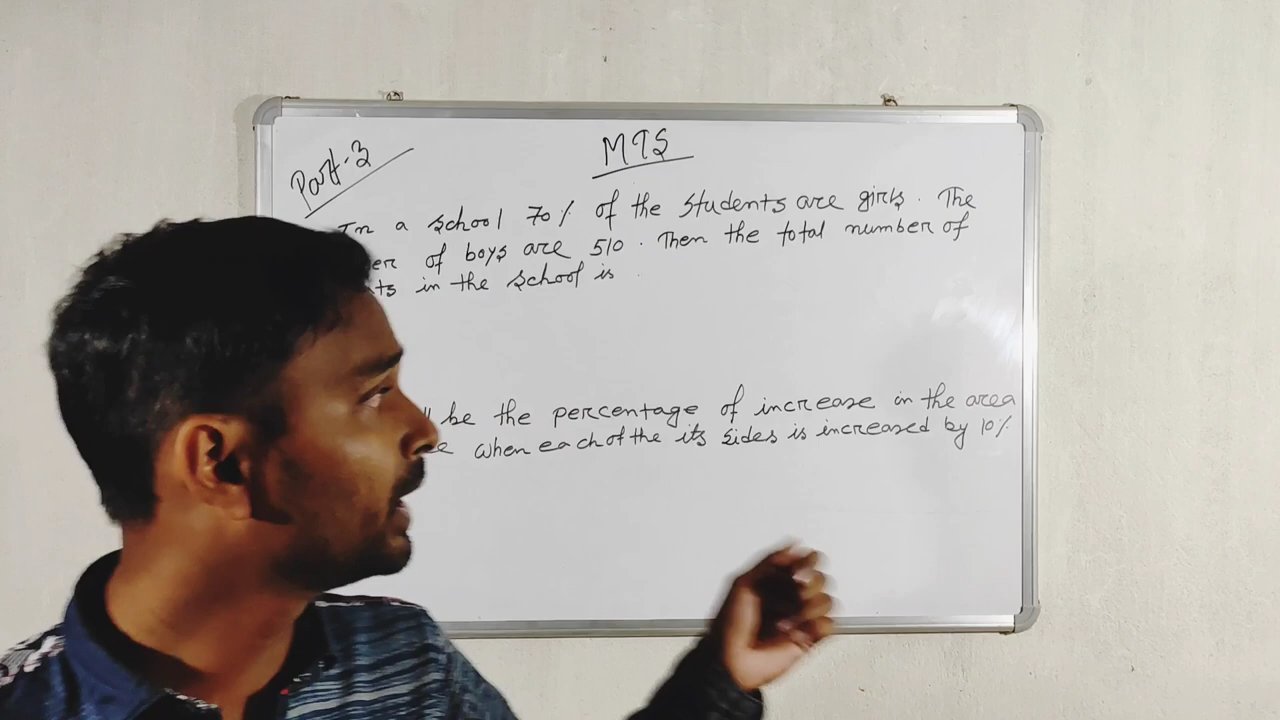 MTS
Part-3
In a school 70% of the students are girls. The
er of boys are 510. Then the total number of
ts in the school is
be the percentage of increase in the area
e when each of the its sides is increased by 10%